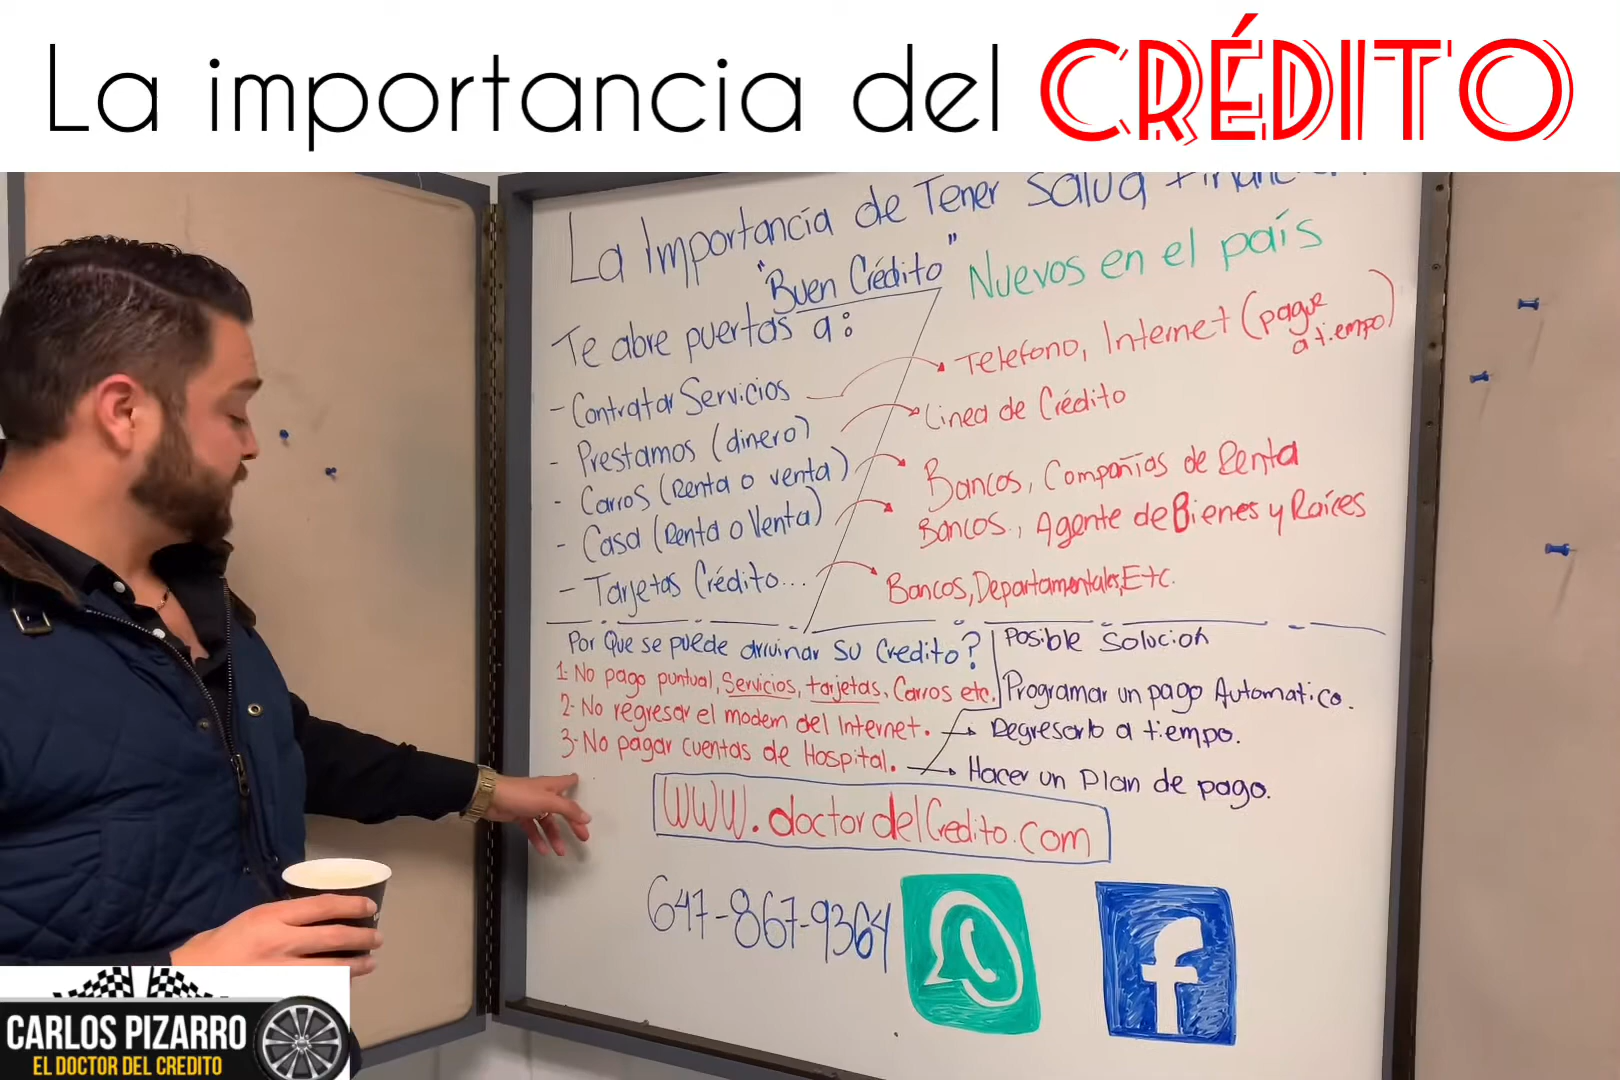 La importancia del CRÉDITO
La Importancia de Tener Salud Financiera
"Buen Crédito"
Nuevos en el país
Te abre puertas a:
- Contratar Servicios
Telefono, Internet (pague a tiempo)
- Prestamos (dinero)
Linea de Crédito
- Carros (Renta o venta)
Bancos, Compañias de Renta
- Casa (Renta o Venta)
Bancos, Agente de Bienes y Raíces
- Tarjetas Crédito...
Bancos, Departamentales, Etc.
Por Que se puede arruinar su Credito?
Posible Solucion
1- No pago puntual, Servicios, tarjetas, Carros etc.
Programar un pago Automatico.
2- No regresar el modem del Internet.
Regresarlo a tiempo.
3- No pagar cuentas de Hospital.
Hacer un Plan de pago.
WWW.doctordelCredito.com
647-867-9364
f
CARLOS PIZARRO
EL DOCTOR DEL CREDITO